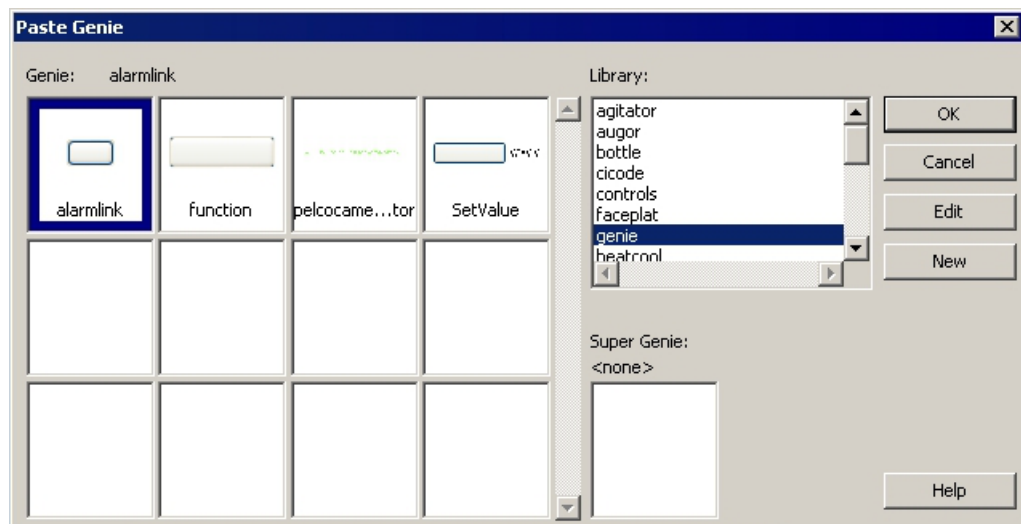 Paste Genie
Genie: alarmlink
alarmlink
function
pelcocame...tor
SetValue
Library:
agitator
augor
bottle
cicode
controls
faceplat
genie
heatcool
OK
Cancel
Edit
New
Super Genie:
<none>
Help